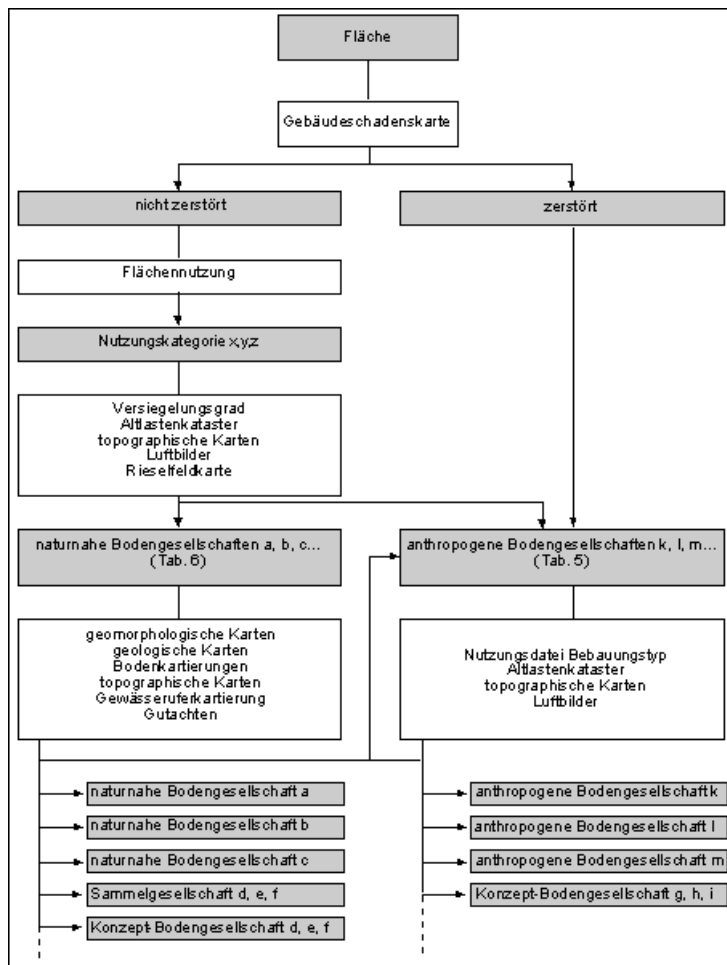 Fläche
Gebäudeschadenskarte
nicht zerstört
zerstört
Flächennutzung
Nutzungskategorie x,y,z
Versiegelungsgrad
Altlastenkataster
topographische Karten
Luftbilder
Rieselfeldkarte
naturnahe Bodengesellschaften a, b, c...
(Tab. 6)
anthropogene Bodengesellschaften k, l, m...
(Tab. 5)
geomorphologische Karten
geologische Karten
Bodenkartierungen
topographische Karten
Gewässeruferkartierung
Gutachten
Nutzungsdatei Bebauungstyp
Altlastenkataster
topographische Karten
Luftbilder
naturnahe Bodengesellschaft a
naturnahe Bodengesellschaft b
naturnahe Bodengesellschaft c
Sammelgesellschaft d, e, f
Konzept-Bodengesellschaft d, e, f
anthropogene Bodengesellschaft k
anthropogene Bodengesellschaft l
anthropogene Bodengesellschaft m
Konzept-Bodengesellschaft g, h, i